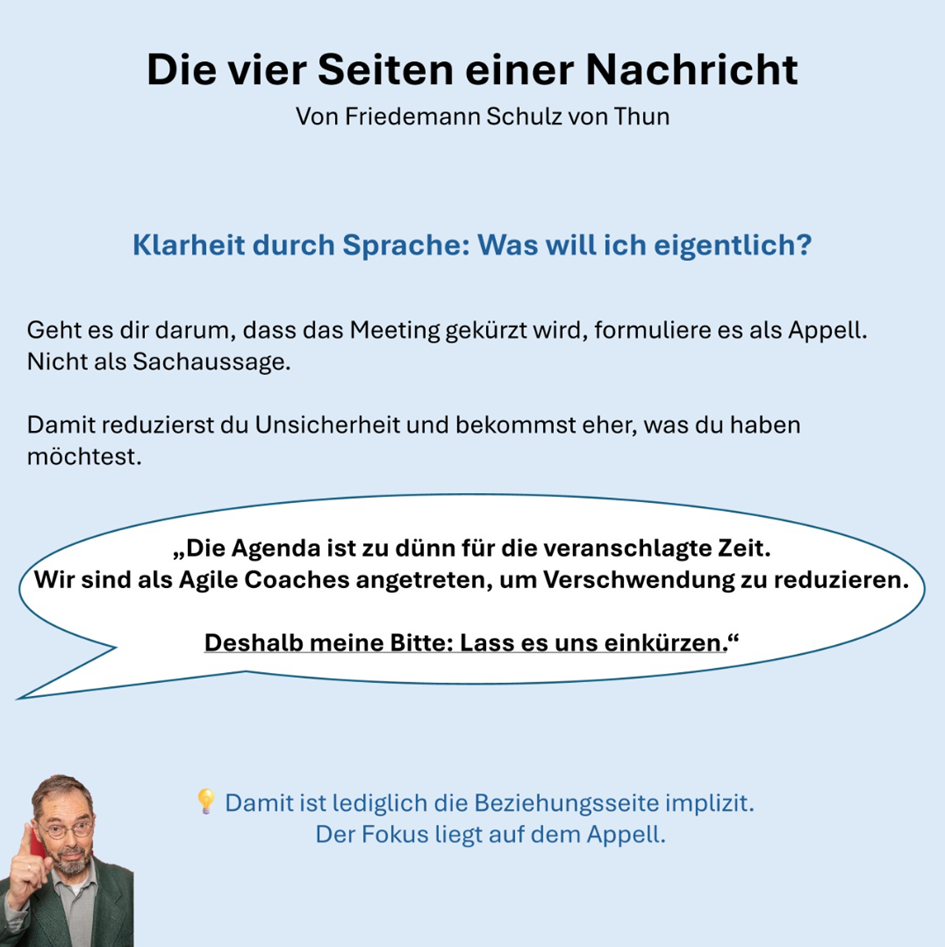 Die vier Seiten einer Nachricht
Von Friedemann Schulz von Thun
Klarheit durch Sprache: Was will ich eigentlich?
Geht es dir darum, dass das Meeting gekürzt wird, formuliere es als Appell.
Nicht als Sachaussage.
Damit reduzierst du Unsicherheit und bekommst eher, was du haben
möchtest.
„Die Agenda ist zu dünn für die veranschlagte Zeit.
Wir sind als Agile Coaches angetreten, um Verschwendung zu reduzieren.
Deshalb meine Bitte: Lass es uns einkürzen.“
💡 Damit ist lediglich die Beziehungsseite implizit.
Der Fokus liegt auf dem Appell.